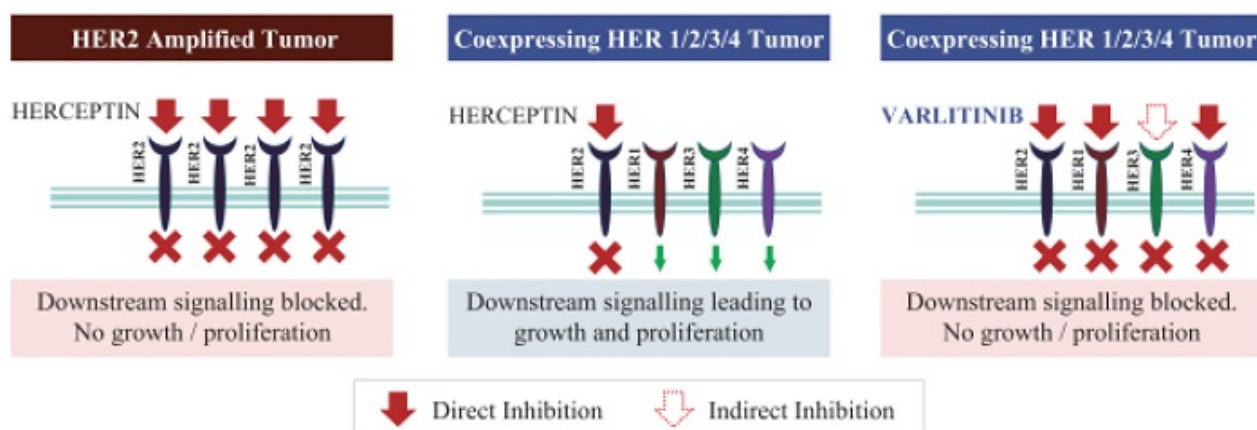 HER2 Amplified Tumor
HERCEPTIN
HER2
HER2
HER2
HER2
Downstream signalling blocked.
No growth / proliferation
Coexpressing HER 1/2/3/4 Tumor
HERCEPTIN
HER2
HER1
HER3
HER4
Downstream signalling leading to
growth and proliferation
Coexpressing HER 1/2/3/4 Tumor
VARLITINIB
HER2
HER1
HER3
HER4
Downstream signalling blocked.
No growth / proliferation
Direct Inhibition
Indirect Inhibition